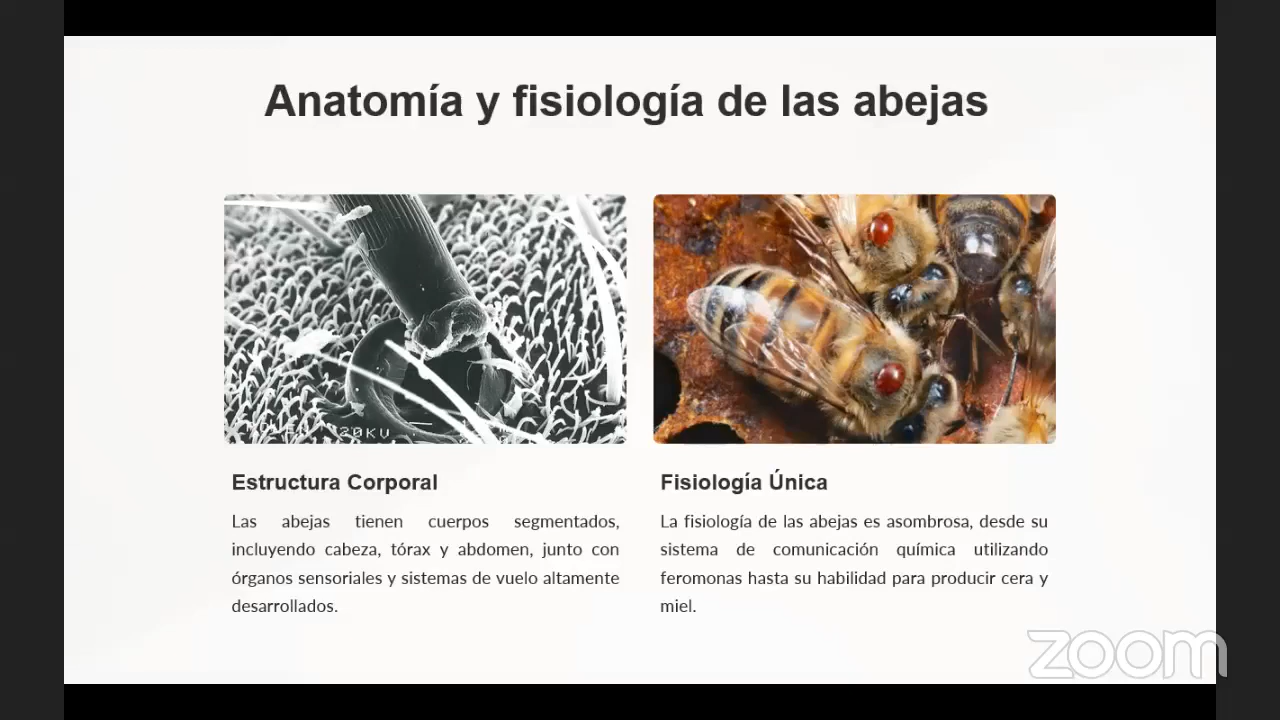 Anatomía y fisiología de las abejas
20KU
Estructura Corporal
Las abejas tienen cuerpos segmentados,
incluyendo cabeza, tórax y abdomen, junto con
órganos sensoriales y sistemas de vuelo altamente
desarrollados.
Fisiología Única
La fisiología de las abejas es asombrosa, desde su
sistema de comunicación química utilizando
feromonas hasta su habilidad para producir cera y
miel.
zoom